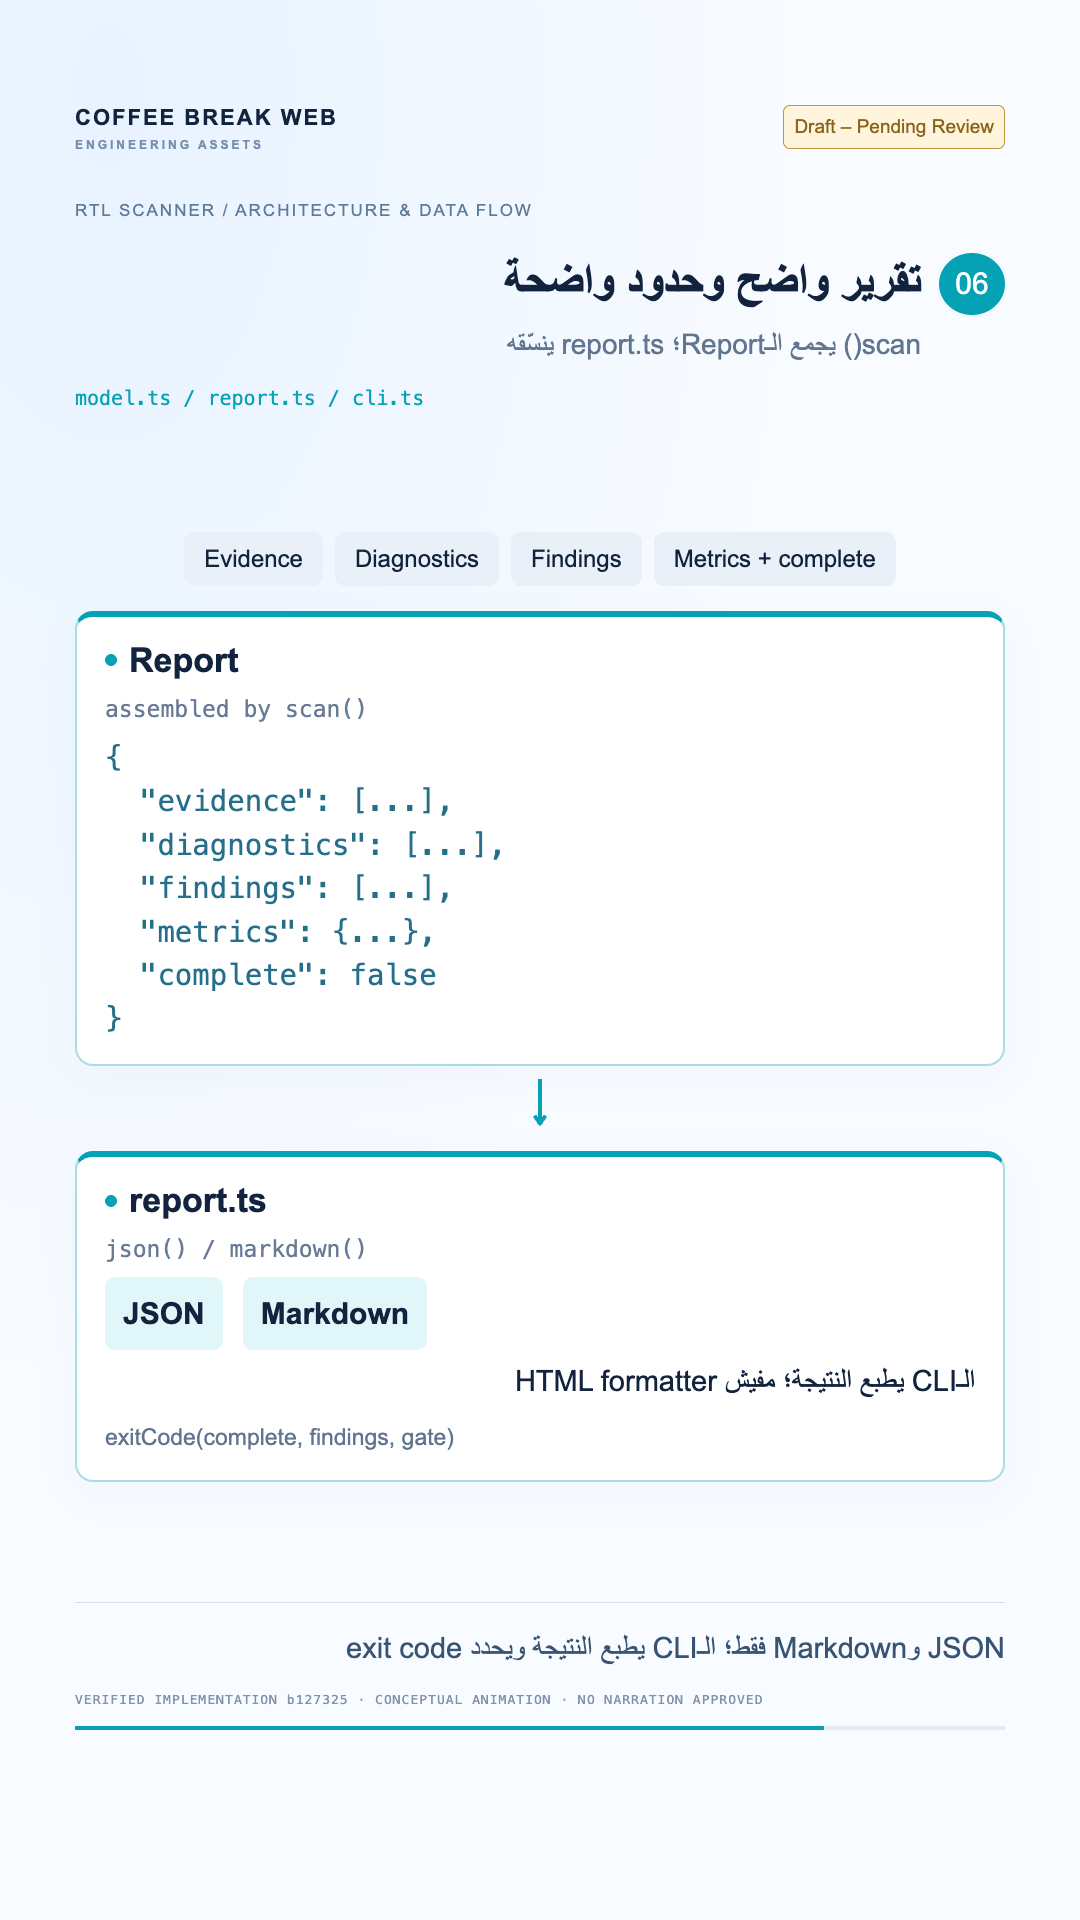 COFFEE BREAK WEB
ENGINEERING ASSETS
Draft – Pending Review
RTL SCANNER / ARCHITECTURE & DATA FLOW
06
تقرير واضح وحدود واضحة
scan() يجمع الـReport؛ report.ts ينسّقه
model.ts / report.ts / cli.ts
Evidence
Diagnostics
Findings
Metrics + complete
Report
assembled by scan()
{
"evidence": [...],
"diagnostics": [...],
"findings": [...],
"metrics": {...},
"complete": false
}
report.ts
json() / markdown()
JSON
Markdown
الـCLI يطبع النتيجة؛ مفيش HTML formatter
exitCode(complete, findings, gate)
JSON وMarkdown فقط؛ الـCLI يطبع النتيجة ويحدد exit code
VERIFIED IMPLEMENTATION b127325 · CONCEPTUAL ANIMATION · NO NARRATION APPROVED